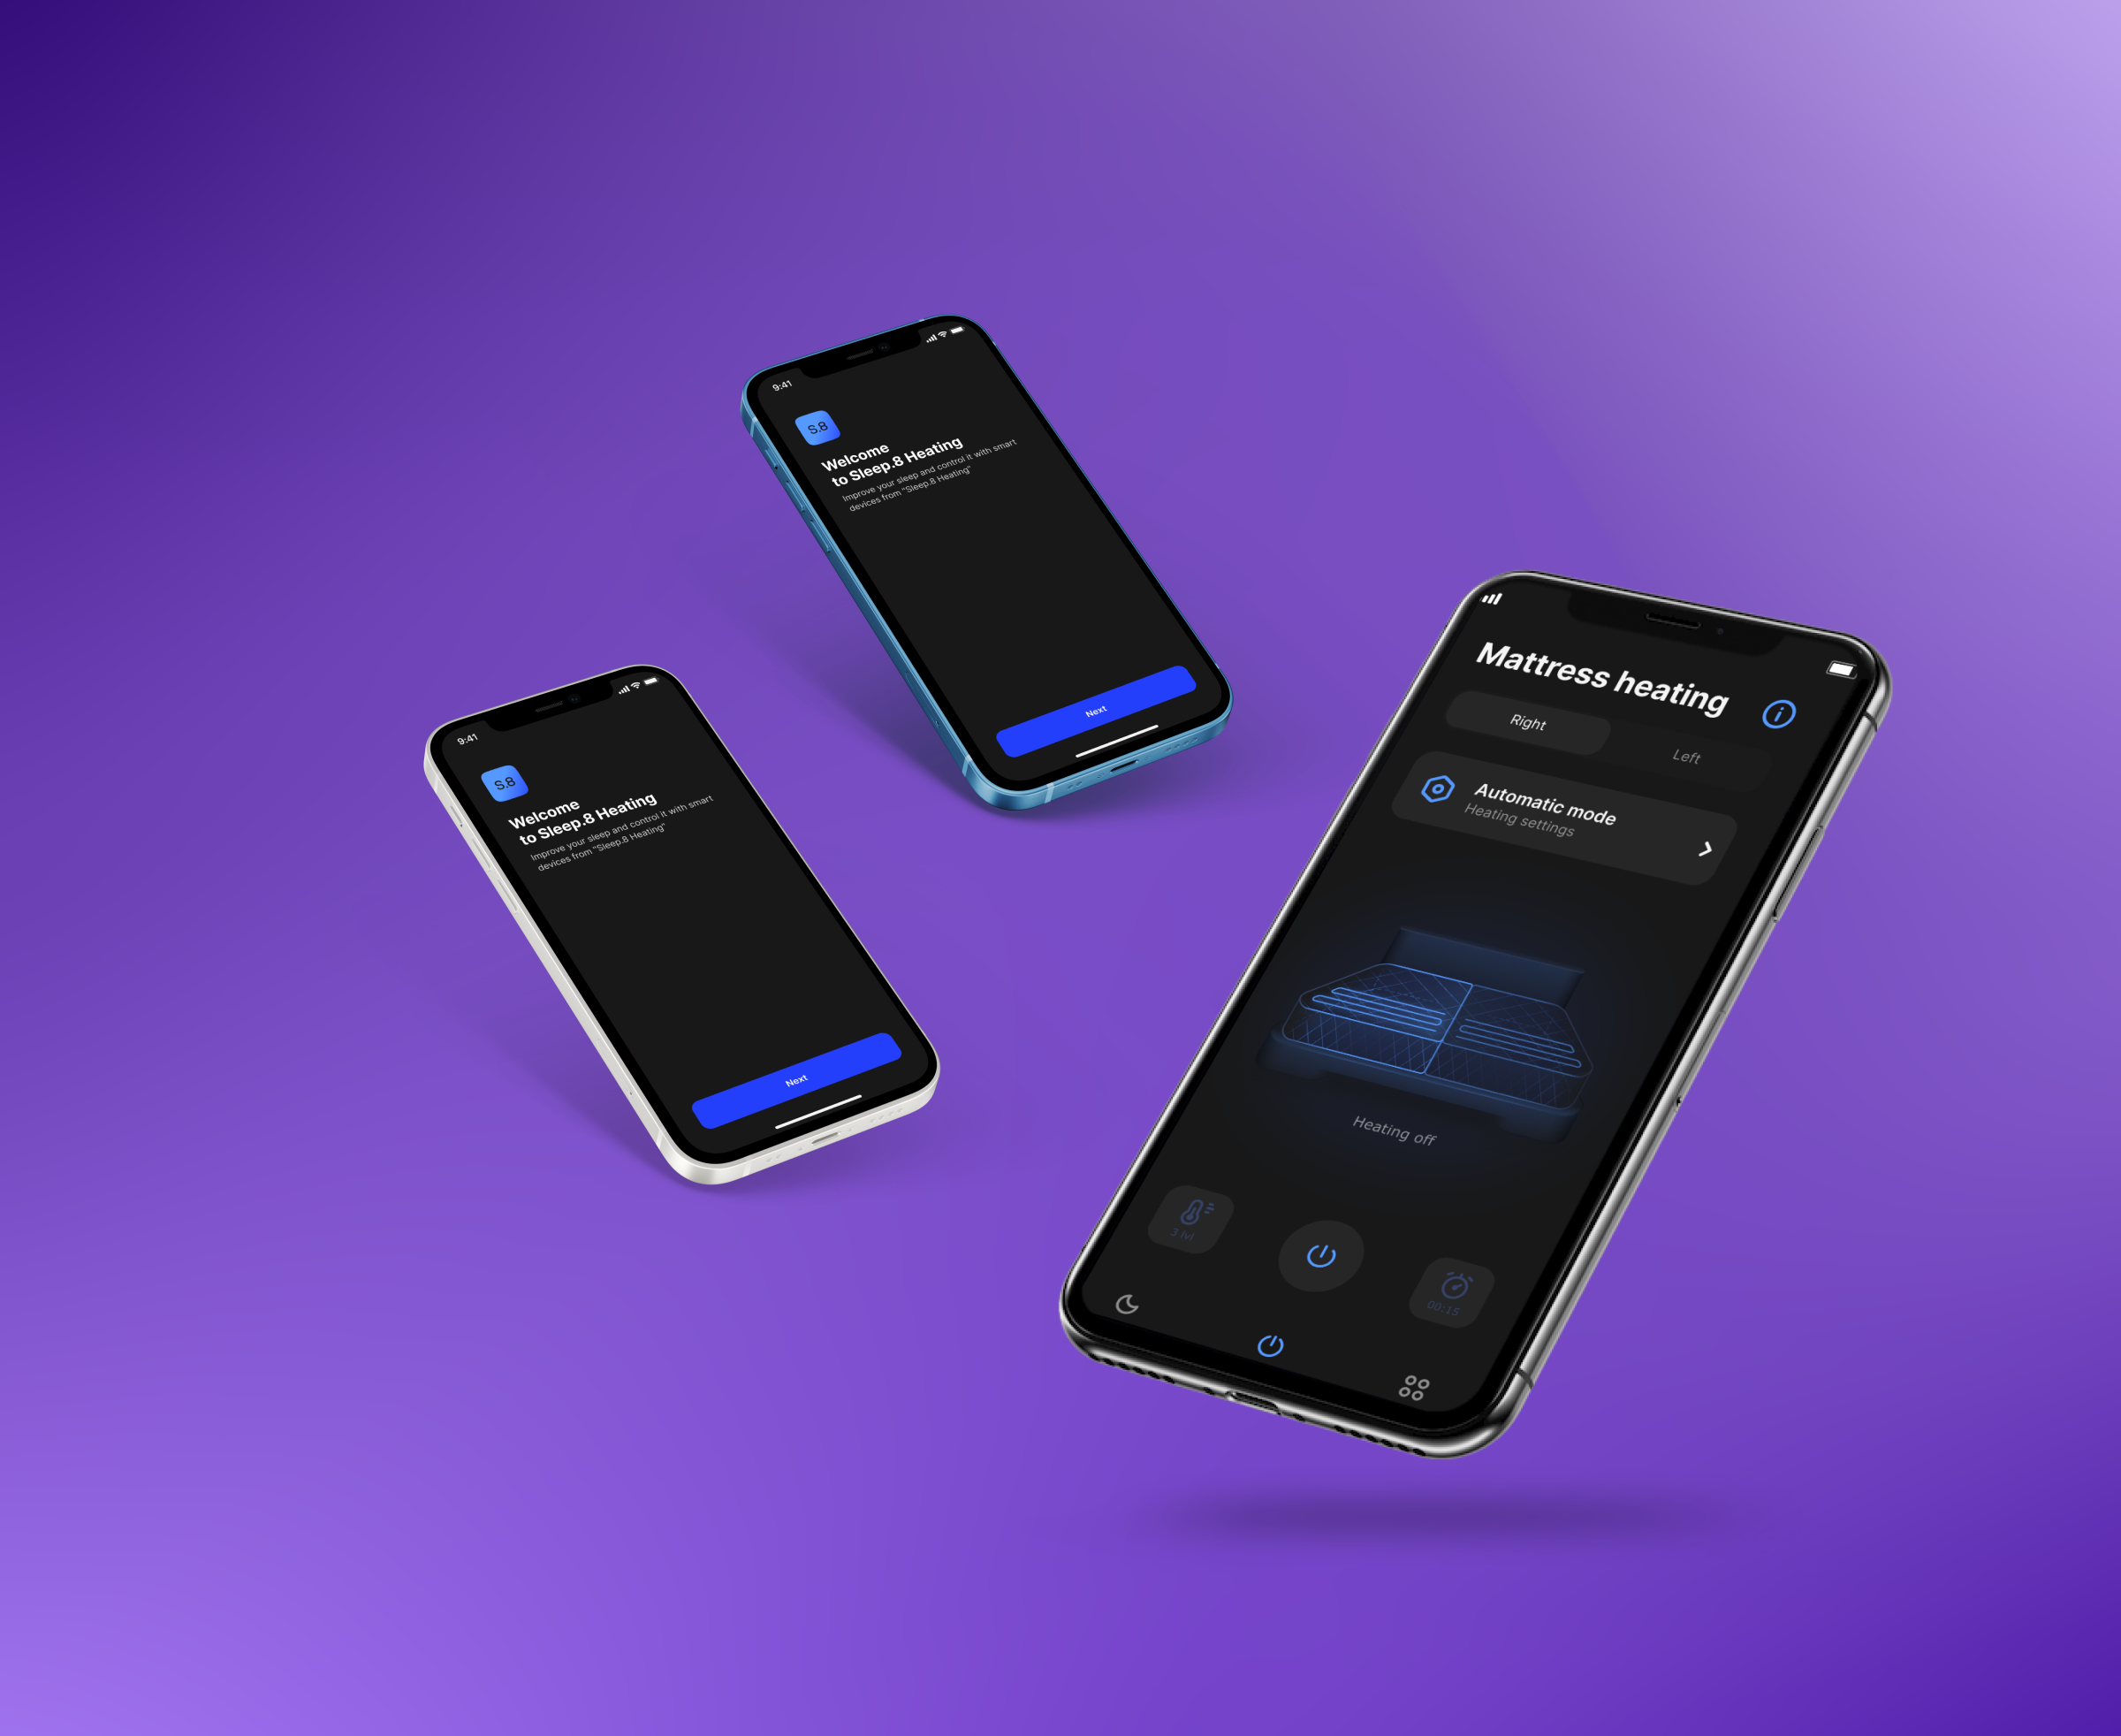 9:41
S.8
Welcome
to Sleep.8 Heating
Improve your sleep and control it with smart
devices from "Sleep.8 Heating"
Next
9:41
S.8
Welcome
to Sleep.8 Heating
Improve your sleep and control it with smart
devices from "Sleep.8 Heating"
Next
Mattress heating
Right
Left
Automatic mode
Heating settings
Heating off
3 lvl
00:15